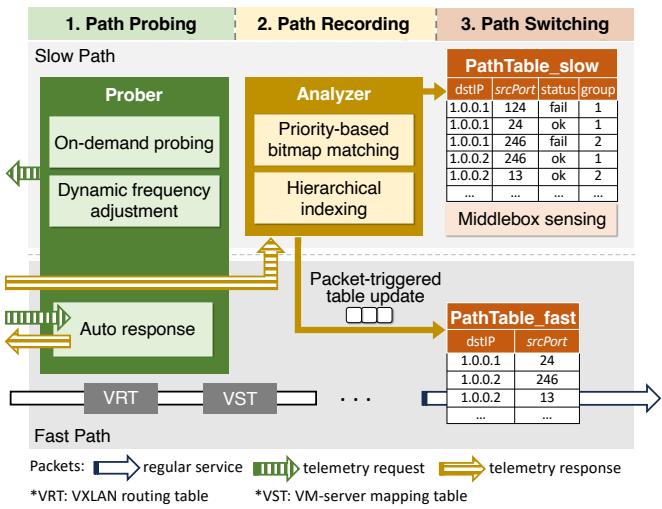 1. Path Probing
2. Path Recording
3. Path Switching
Slow Path
Prober
On-demand probing
Dynamic frequency
adjustment
Auto response
Analyzer
Priority-based
bitmap matching
Hierarchical
indexing
PathTable_slow
dstIP srcPort status group
1.0.0.1 124 fail 1
1.0.0.1 24 ok 1
1.0.0.1 246 fail 2
1.0.0.2 246 ok 1
1.0.0.2 13 ok 2
... ... ... ...
Middlebox sensing
Packet-triggered
table update
PathTable_fast
dstIP srcPort
1.0.0.1 24
1.0.0.2 246
1.0.0.2 13
... ...
VRT
VST
. . .
Fast Path
Packets: regular service telemetry request telemetry response
*VRT: VXLAN routing table *VST: VM-server mapping table